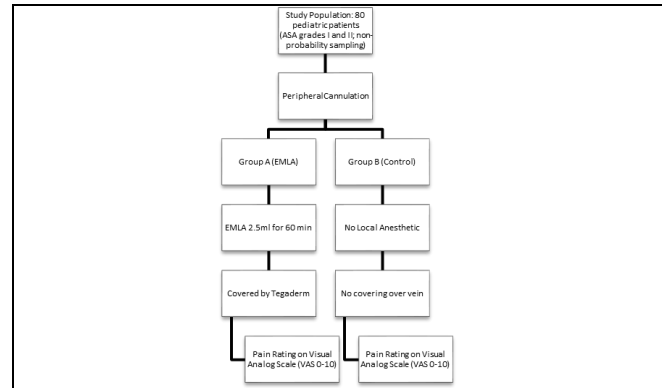 Study Population: 80
pediatric patients
(ASA grades I and II; non-
probability sampling)
Peripheral Cannulation
Group A (EMLA)
Group B (Control)
EMLA 2.5ml for 60 min
No Local Anesthetic
Covered by Tegaderm
No covering over vein
Pain Rating on Visual
Analog Scale (VAS 0-10)
Pain Rating on Visual
Analog Scale (VAS 0-10)